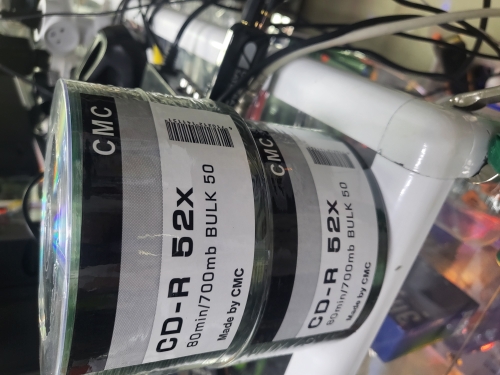 CMC
CD-R 52X
80min/700mb BULK 50
Made by CMC
CMC
CD-R 52X
80min/700mb BULK 50
Made by CMC